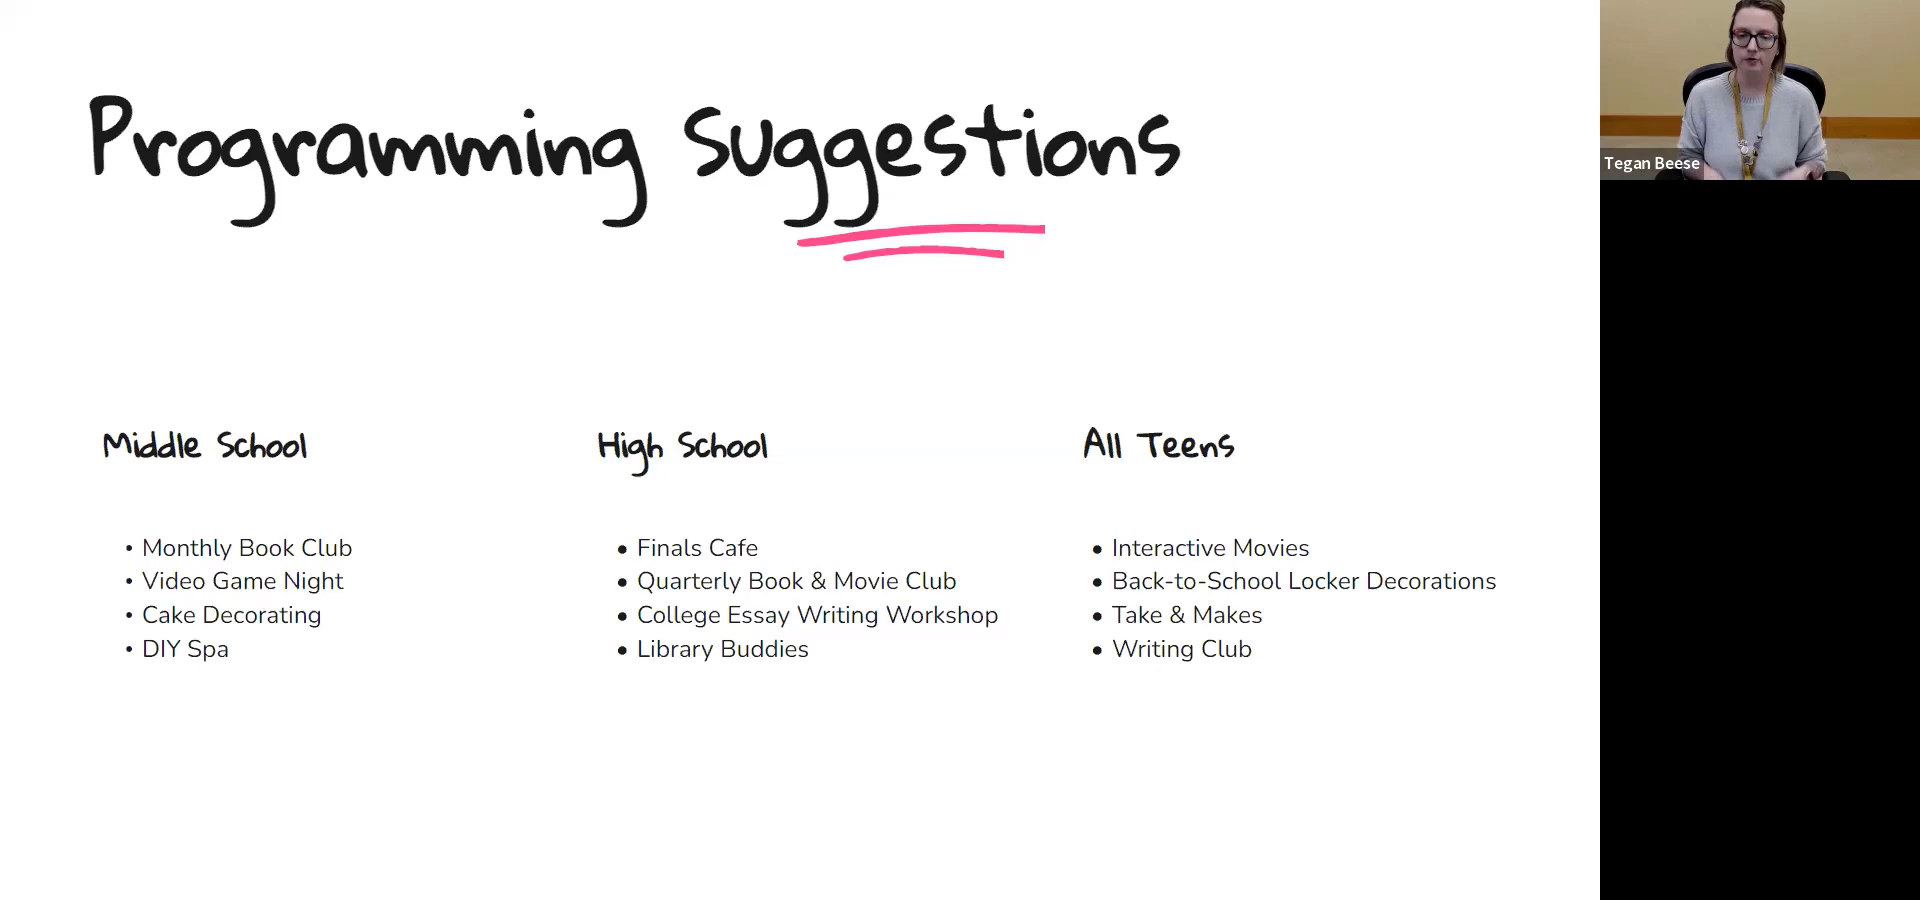 Programming Suggestions
Tegan Beese
Middle School
• Monthly Book Club
• Video Game Night
• Cake Decorating
• DIY Spa
High School
• Finals Cafe
• Quarterly Book & Movie Club
• College Essay Writing Workshop
• Library Buddies
All Teens
• Interactive Movies
• Back-to-School Locker Decorations
• Take & Makes
• Writing Club